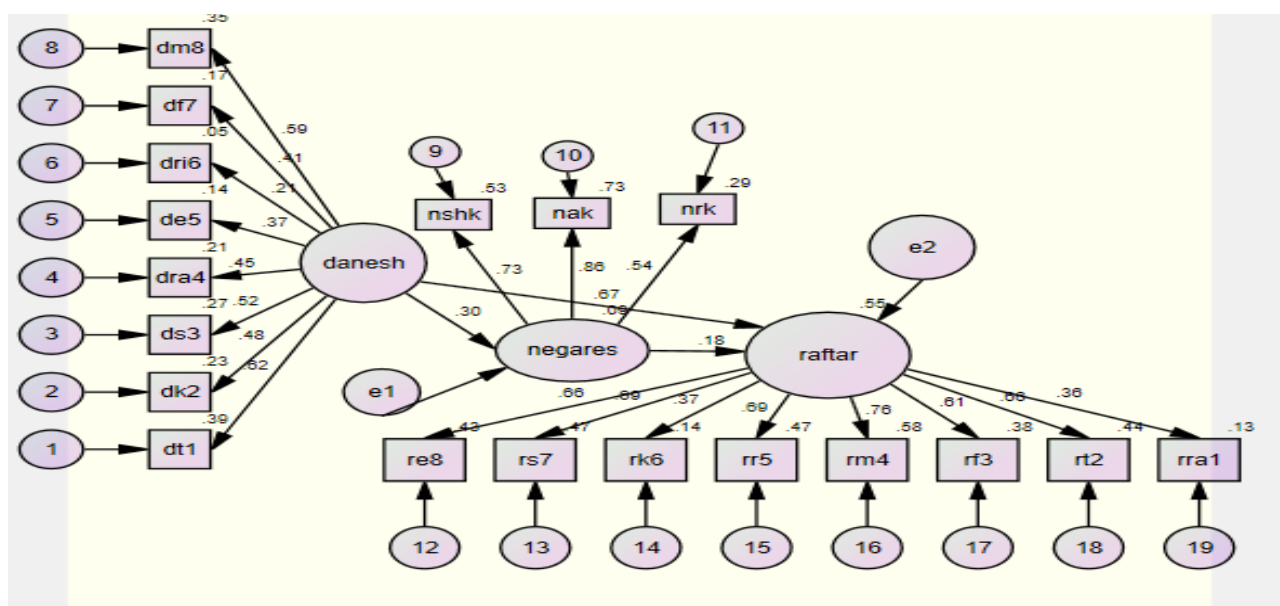 .35
8 dm8
.17
7 df7 .59
.05
6 dri6 .41
.14 .21
5 de5 .37
.21
4 dra4 .45
.27 .52
3 ds3 .48
.23 .62
2 dk2
.39
1 dt1
danesh
9 10 11
.53 .73 .29
nshk nak nrk
.73 .86 .54
.30 .67
.09
negares .18 raftar
e1
e2
.55
.66 .69 .37 .69 .76 .61 .66 .36
.43 .47 .14 .47 .58 .38 .44 .13
re8 rs7 rk6 rr5 rm4 rf3 rt2 rra1
12 13 14 15 16 17 18 19